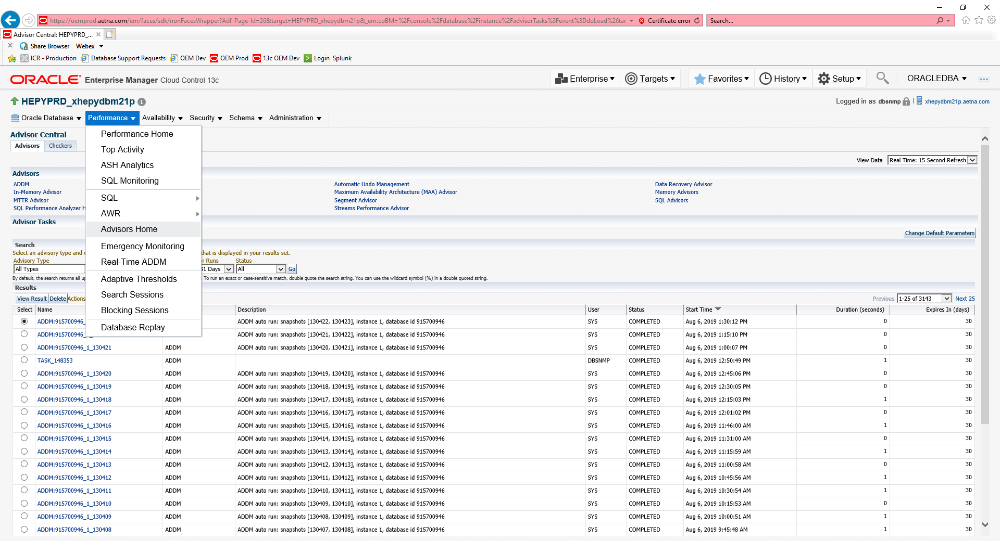 https://oemprod.aetna.com/em/faces/sdk/nonFacesWrapper?Adf-Page-Id=26&target=HEPYPRD_xhepydbm21p&_em.coBM=%2Fconsole%2Fdatabase%2Finstance%2FadvisorTasks%3Fevent%3DdoLoad%26tar Certificate error Search...
Advisor Central: HEPYPRD_...
Share Browser Webex
ICR - Production Database Support Requests OEM Dev OEM Prod 13c OEM Dev Login Splunk
ORACLE Enterprise Manager Cloud Control 13c Enterprise Targets Favorites History Setup ORACLEDBA
HEPYPRD_xhepydbm21p Logged in as dbsnmp xhepydbm21p.aetna.com
Oracle Database Performance Availability Security Schema Administration
Performance Home
Top Activity
ASH Analytics
SQL Monitoring
SQL
AWR
Advisors Home
Emergency Monitoring
Real-Time ADDM
Adaptive Thresholds
Search Sessions
Blocking Sessions
Database Replay
Advisor Central
Advisors Checkers
View Data Real Time: 15 Second Refresh
Advisors
ADDM Automatic Undo Management Data Recovery Advisor
In-Memory Advisor Maximum Availability Architecture (MAA) Advisor Memory Advisors
MTTR Advisor Segment Advisor SQL Advisors
SQL Performance Analyzer H Streams Performance Advisor
Advisor Tasks
Change Default Parameters
Search
Select an advisory type and that is displayed in your results set.
Advisory Type Runs Status
All Types 31 Days All Go
By default, the search returns all up To run an exact or case-sensitive match, double quote the search string. You can use the wildcard symbol (%) in a double quoted string.
Results
View Result Delete Actions Previous 1-25 of 3143 Next 25
Select Name Description User Status Start Time Duration (seconds) Expires In (days)
ADDM:915700946_ ADDM auto run: snapshots [130422, 130423], instance 1, database id 915700946 SYS COMPLETED Aug 6, 2019 1:30:12 PM 0 30
ADDM:915700946_ ADDM auto run: snapshots [130421, 130422], instance 1, database id 915700946 SYS COMPLETED Aug 6, 2019 1:15:10 PM 0 30
ADDM:915700946_1_130421 ADDM ADDM auto run: snapshots [130420, 130421], instance 1, database id 915700946 SYS COMPLETED Aug 6, 2019 1:00:07 PM 0 30
TASK_148353 ADDM DBSNMP COMPLETED Aug 6, 2019 12:50:49 PM 1 30
ADDM:915700946_1_130420 ADDM ADDM auto run: snapshots [130419, 130420], instance 1, database id 915700946 SYS COMPLETED Aug 6, 2019 12:45:06 PM 0 30
ADDM:915700946_1_130419 ADDM ADDM auto run: snapshots [130418, 130419], instance 1, database id 915700946 SYS COMPLETED Aug 6, 2019 12:30:05 PM 0 30
ADDM:915700946_1_130418 ADDM ADDM auto run: snapshots [130417, 130418], instance 1, database id 915700946 SYS COMPLETED Aug 6, 2019 12:15:03 PM 1 30
ADDM:915700946_1_130417 ADDM ADDM auto run: snapshots [130416, 130417], instance 1, database id 915700946 SYS COMPLETED Aug 6, 2019 12:01:02 PM 0 30
ADDM:915700946_1_130416 ADDM ADDM auto run: snapshots [130415, 130416], instance 1, database id 915700946 SYS COMPLETED Aug 6, 2019 11:46:00 AM 1 30
ADDM:915700946_1_130415 ADDM ADDM auto run: snapshots [130414, 130415], instance 1, database id 915700946 SYS COMPLETED Aug 6, 2019 11:31:00 AM 0 30
ADDM:915700946_1_130414 ADDM ADDM auto run: snapshots [130413, 130414], instance 1, database id 915700946 SYS COMPLETED Aug 6, 2019 11:15:59 AM 1 30
ADDM:915700946_1_130413 ADDM ADDM auto run: snapshots [130412, 130413], instance 1, database id 915700946 SYS COMPLETED Aug 6, 2019 11:00:58 AM 0 30
ADDM:915700946_1_130412 ADDM ADDM auto run: snapshots [130411, 130412], instance 1, database id 915700946 SYS COMPLETED Aug 6, 2019 10:45:56 AM 1 30
ADDM:915700946_1_130411 ADDM ADDM auto run: snapshots [130410, 130411], instance 1, database id 915700946 SYS COMPLETED Aug 6, 2019 10:30:54 AM 1 30
ADDM:915700946_1_130410 ADDM ADDM auto run: snapshots [130409, 130410], instance 1, database id 915700946 SYS COMPLETED Aug 6, 2019 10:15:53 AM 0 30
ADDM:915700946_1_130409 ADDM ADDM auto run: snapshots [130408, 130409], instance 1, database id 915700946 SYS COMPLETED Aug 6, 2019 10:00:51 AM 1 30
ADDM:915700946_1_130408 ADDM ADDM auto run: snapshots [130407, 130408], instance 1, database id 915700946 SYS COMPLETED Aug 6, 2019 9:45:48 AM 1 30